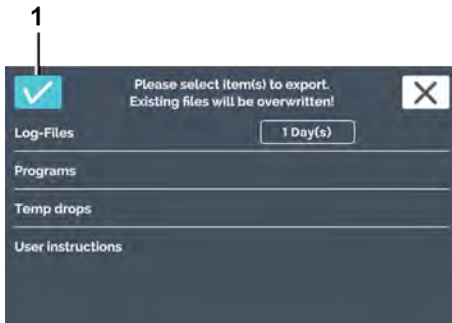 1
Please select item(s) to export.
Existing files will be overwritten!
Log-Files 1 Day(s)
Programs
Temp drops
User instructions